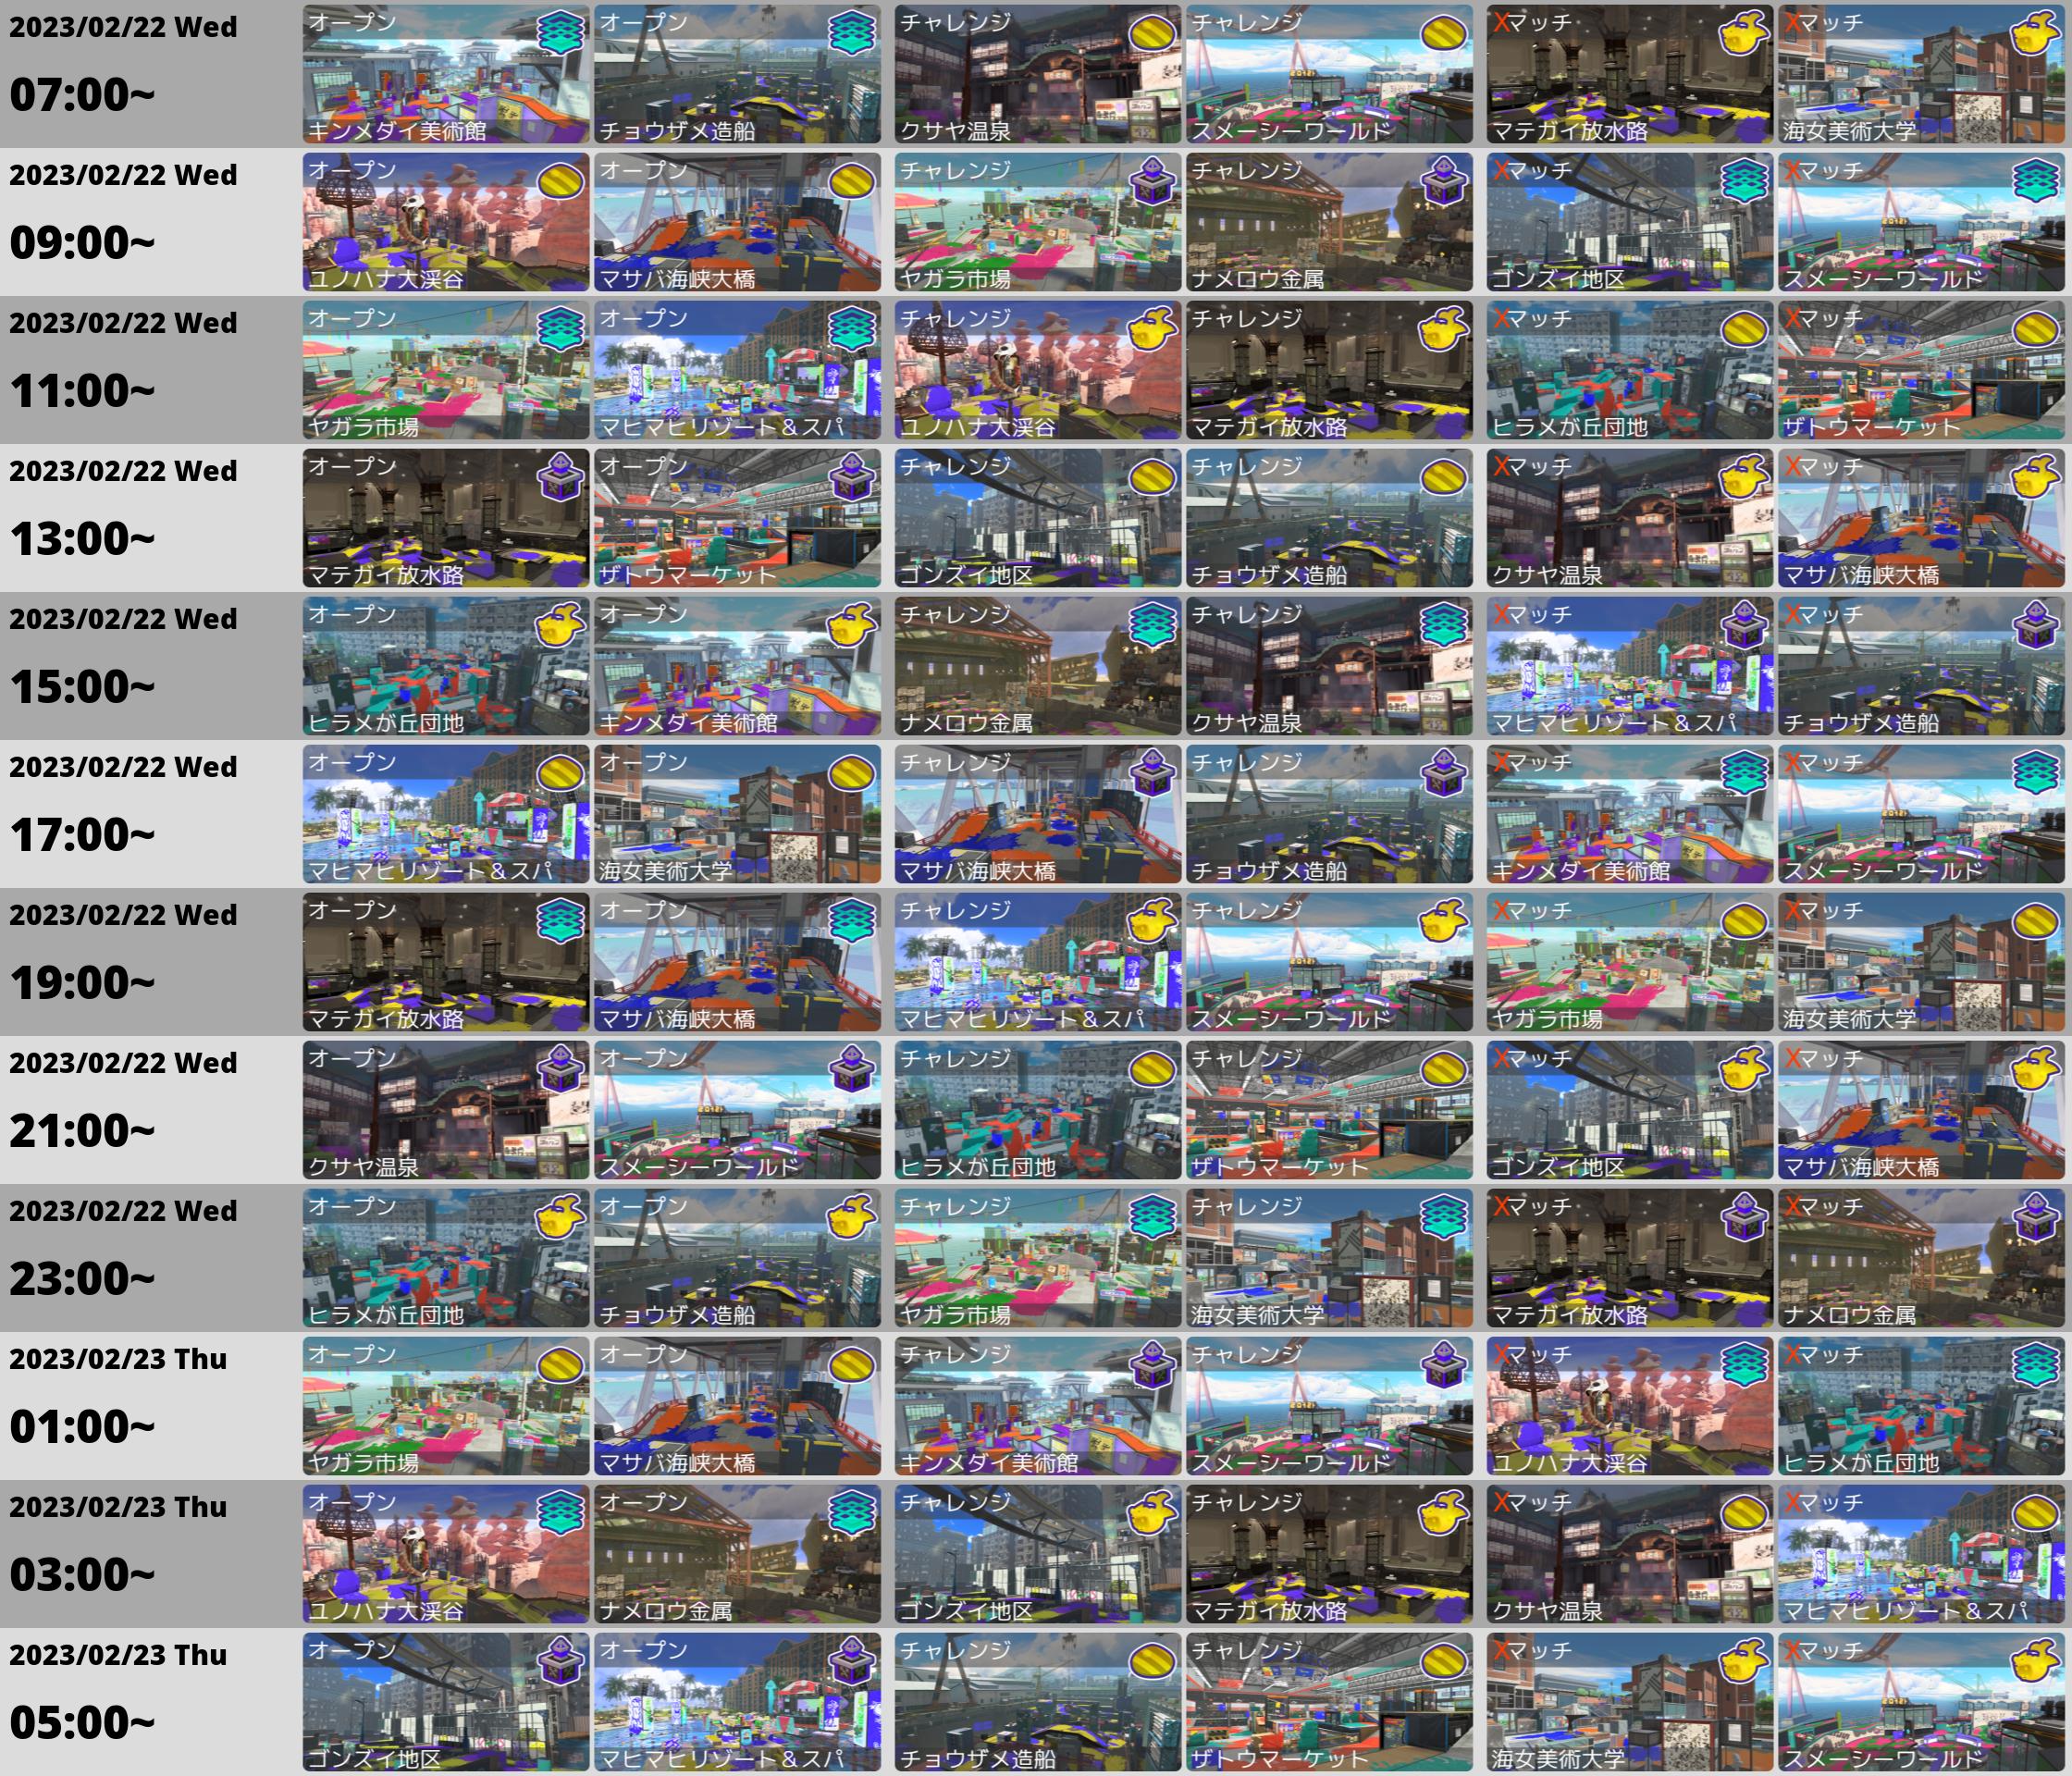 2023/02/22 Wed
07:00~
オープン オープン チャレンジ チャレンジ Xマッチ Xマッチ
キンメダイ美術館 チョウザメ造船 クサヤ温泉 スメーシーワールド マテガイ放水路 海女美術大学
2023/02/22 Wed
09:00~
オープン オープン チャレンジ チャレンジ Xマッチ Xマッチ
ユノハナ大渓谷 マサバ海峡大橋 ヤガラ市場 ナメロウ金属 ゴンズイ地区 スメーシーワールド
2023/02/22 Wed
11:00~
オープン オープン チャレンジ チャレンジ Xマッチ Xマッチ
ヤガラ市場 マヒマヒリゾート&スパ ユノハナ大渓谷 マテガイ放水路 ヒラメが丘団地 ザトウマーケット
2023/02/22 Wed
13:00~
オープン オープン チャレンジ チャレンジ Xマッチ Xマッチ
マテガイ放水路 ザトウマーケット ゴンズイ地区 チョウザメ造船 クサヤ温泉 マサバ海峡大橋
2023/02/22 Wed
15:00~
オープン オープン チャレンジ チャレンジ Xマッチ Xマッチ
ヒラメが丘団地 キンメダイ美術館 ナメロウ金属 クサヤ温泉 マヒマヒリゾート&スパ チョウザメ造船
2023/02/22 Wed
17:00~
オープン オープン チャレンジ チャレンジ Xマッチ Xマッチ
マヒマヒリゾート&スパ 海女美術大学 マサバ海峡大橋 チョウザメ造船 キンメダイ美術館 スメーシーワールド
2023/02/22 Wed
19:00~
オープン オープン チャレンジ チャレンジ Xマッチ Xマッチ
マテガイ放水路 マサバ海峡大橋 マヒマヒリゾート&スパ スメーシーワールド ヤガラ市場 海女美術大学
2023/02/22 Wed
21:00~
オープン オープン チャレンジ チャレンジ Xマッチ Xマッチ
クサヤ温泉 スメーシーワールド ヒラメが丘団地 ザトウマーケット ゴンズイ地区 マサバ海峡大橋
2023/02/22 Wed
23:00~
オープン オープン チャレンジ チャレンジ Xマッチ Xマッチ
ヒラメが丘団地 チョウザメ造船 ヤガラ市場 海女美術大学 マテガイ放水路 ナメロウ金属
2023/02/23 Thu
01:00~
オープン オープン チャレンジ チャレンジ Xマッチ Xマッチ
ヤガラ市場 マサバ海峡大橋 キンメダイ美術館 スメーシーワールド ユノハナ大渓谷 ヒラメが丘団地
2023/02/23 Thu
03:00~
オープン オープン チャレンジ チャレンジ Xマッチ Xマッチ
ユノハナ大渓谷 ナメロウ金属 ゴンズイ地区 マテガイ放水路 クサヤ温泉 マヒマヒリゾート&スパ
2023/02/23 Thu
05:00~
オープン オープン チャレンジ チャレンジ Xマッチ Xマッチ
ゴンズイ地区 マヒマヒリゾート&スパ チョウザメ造船 ザトウマーケット 海女美術大学 スメーシーワールド